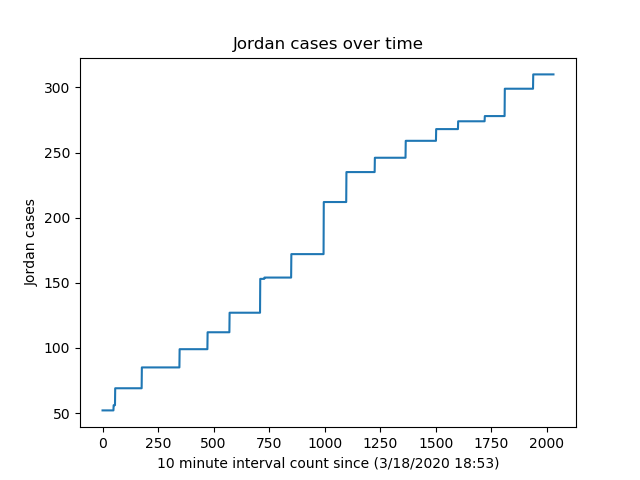 Jordan cases over time
Jordan cases
300
250
200
150
100
50
0 250 500 750 1000 1250 1500 1750 2000
10 minute interval count since (3/18/2020 18:53)